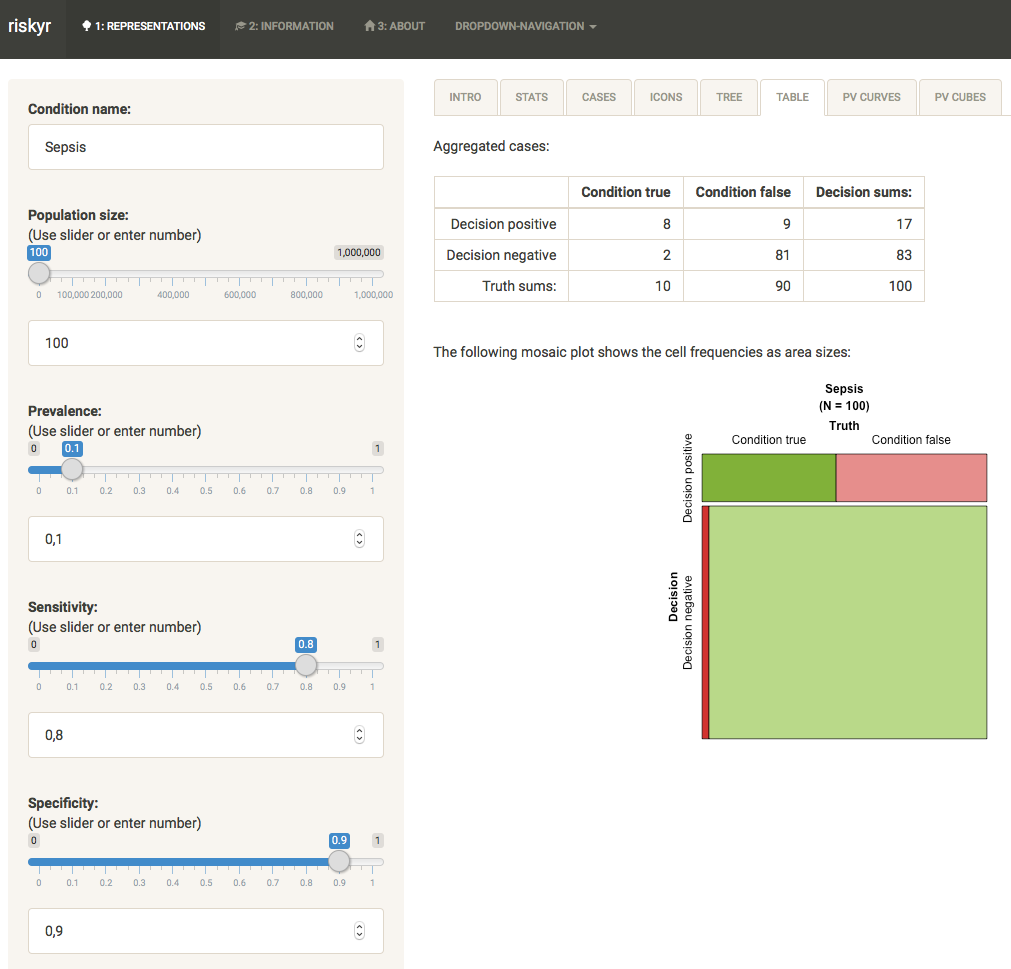 riskyr
1: REPRESENTATIONS
2: INFORMATION
3: ABOUT
DROPDOWN-NAVIGATION
Condition name:
Sepsis
Population size:
(Use slider or enter number)
100 1,000,000
0 100,000 200,000 400,000 600,000 800,000 1,000,000
100
Prevalence:
(Use slider or enter number)
0 0.1 1
0 0.1 0.2 0.3 0.4 0.5 0.6 0.7 0.8 0.9 1
0,1
Sensitivity:
(Use slider or enter number)
0 0.8 1
0 0.1 0.2 0.3 0.4 0.5 0.6 0.7 0.8 0.9 1
0,8
Specificity:
(Use slider or enter number)
0 0.9 1
0 0.1 0.2 0.3 0.4 0.5 0.6 0.7 0.8 0.9 1
0,9
INTRO STATS CASES ICONS TREE TABLE PV CURVES PV CUBES
Aggregated cases:
Condition true Condition false Decision sums:
Decision positive 8 9 17
Decision negative 2 81 83
Truth sums: 10 90 100
The following mosaic plot shows the cell frequencies as area sizes:
Sepsis
(N = 100)
Truth
Condition true Condition false
Decision positive
Decision
Decision negative